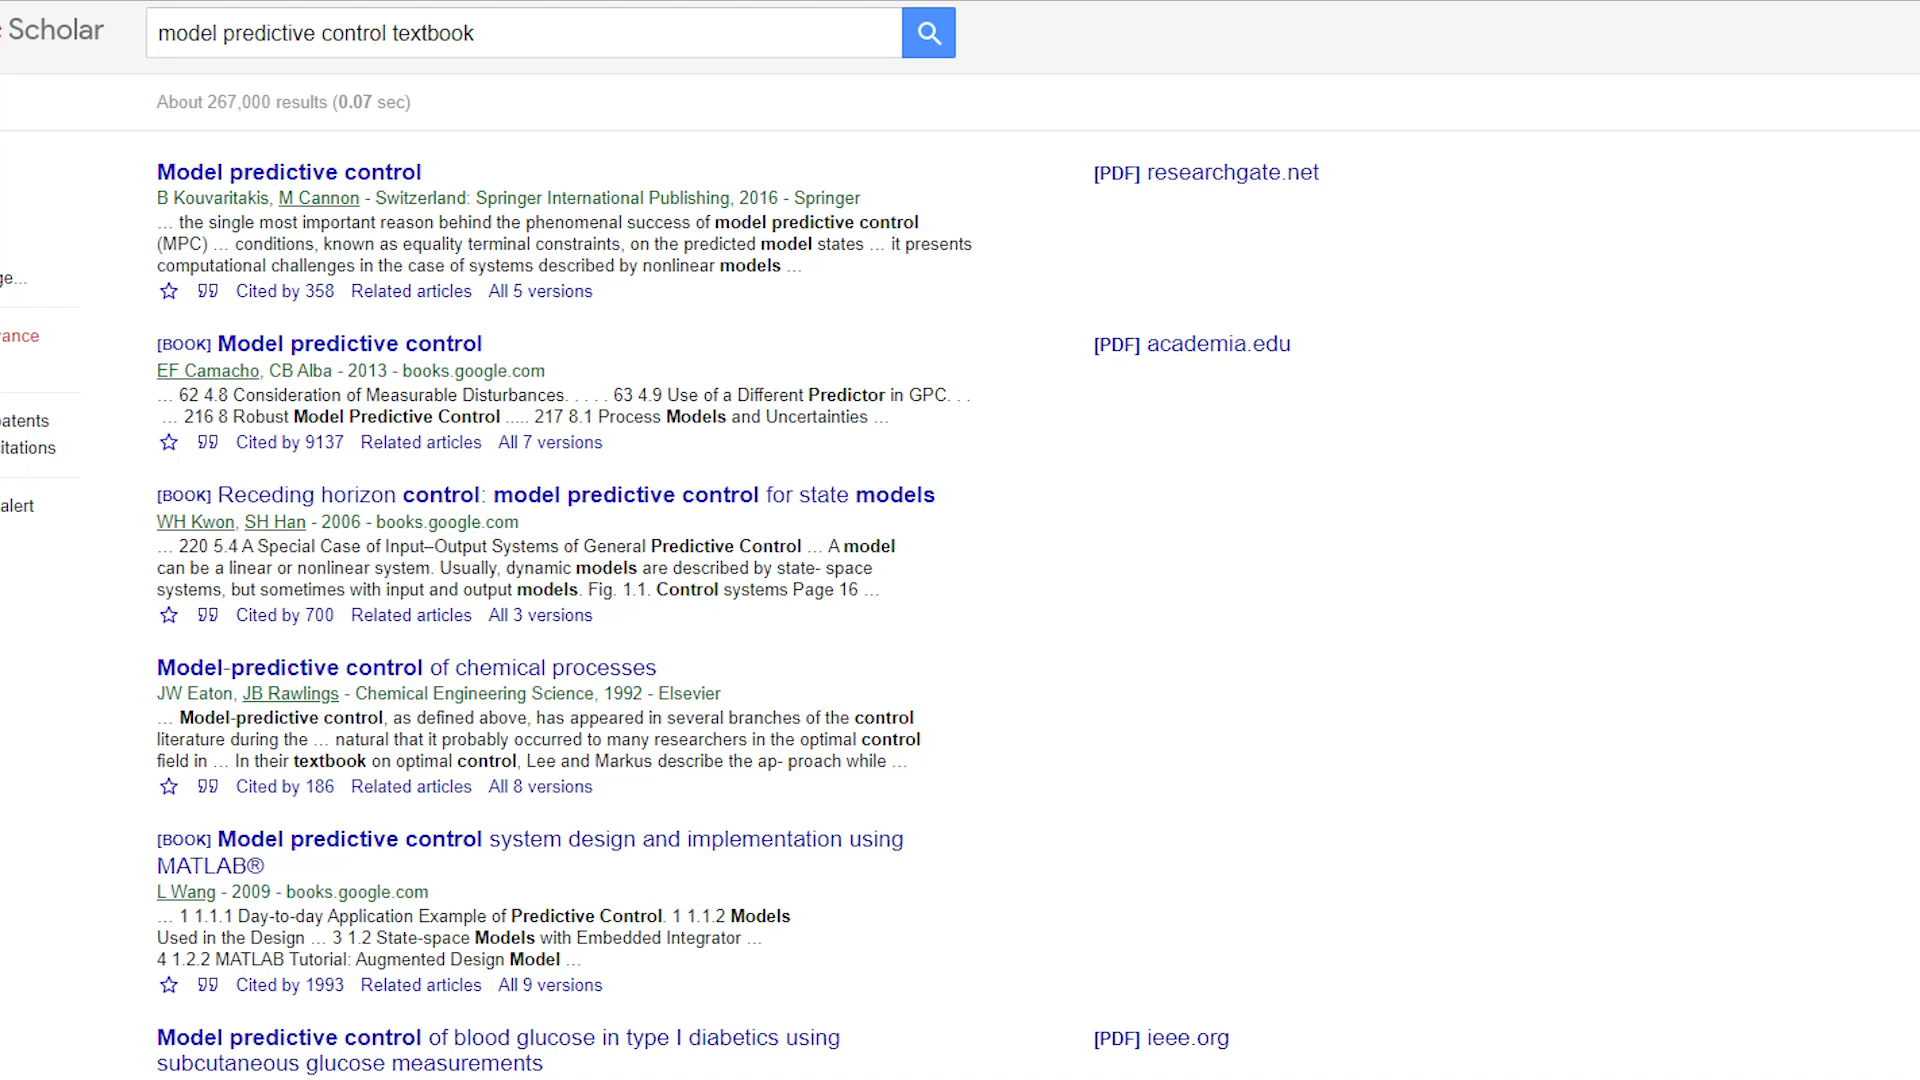 Scholar
model predictive control textbook
About 267,000 results (0.07 sec)
Model predictive control
[PDF] researchgate.net
B Kouvaritakis, M Cannon - Switzerland: Springer International Publishing, 2016 - Springer
... the single most important reason behind the phenomenal success of model predictive control
(MPC) ... conditions, known as equality terminal constraints, on the predicted model states ... it presents
computational challenges in the case of systems described by nonlinear models ...
ge...
Cited by 358 Related articles All 5 versions
vance
[BOOK] Model predictive control
[PDF] academia.edu
EF Camacho, CB Alba - 2013 - books.google.com
... 62 4.8 Consideration of Measurable Disturbances. . . . . 63 4.9 Use of a Different Predictor in GPC. . .
... 216 8 Robust Model Predictive Control ..... 217 8.1 Process Models and Uncertainties ...
patents
Cited by 9137 Related articles All 7 versions
citations
[BOOK] Receding horizon control: model predictive control for state models
alert
WH Kwon, SH Han - 2006 - books.google.com
... 220 5.4 A Special Case of Input–Output Systems of General Predictive Control ... A model
can be a linear or nonlinear system. Usually, dynamic models are described by state- space
systems, but sometimes with input and output models. Fig. 1.1. Control systems Page 16 ...
Cited by 700 Related articles All 3 versions
Model-predictive control of chemical processes
JW Eaton, JB Rawlings - Chemical Engineering Science, 1992 - Elsevier
... Model-predictive control, as defined above, has appeared in several branches of the control
literature during the ... natural that it probably occurred to many researchers in the optimal control
field in ... In their textbook on optimal control, Lee and Markus describe the ap- proach while ...
Cited by 186 Related articles All 8 versions
[BOOK] Model predictive control system design and implementation using
MATLAB®
L Wang - 2009 - books.google.com
... 1 1.1.1 Day-to-day Application Example of Predictive Control. 1 1.1.2 Models
Used in the Design ... 3 1.2 State-space Models with Embedded Integrator ...
4 1.2.2 MATLAB Tutorial: Augmented Design Model ...
Cited by 1993 Related articles All 9 versions
Model predictive control of blood glucose in type I diabetics using
[PDF] ieee.org
subcutaneous glucose measurements